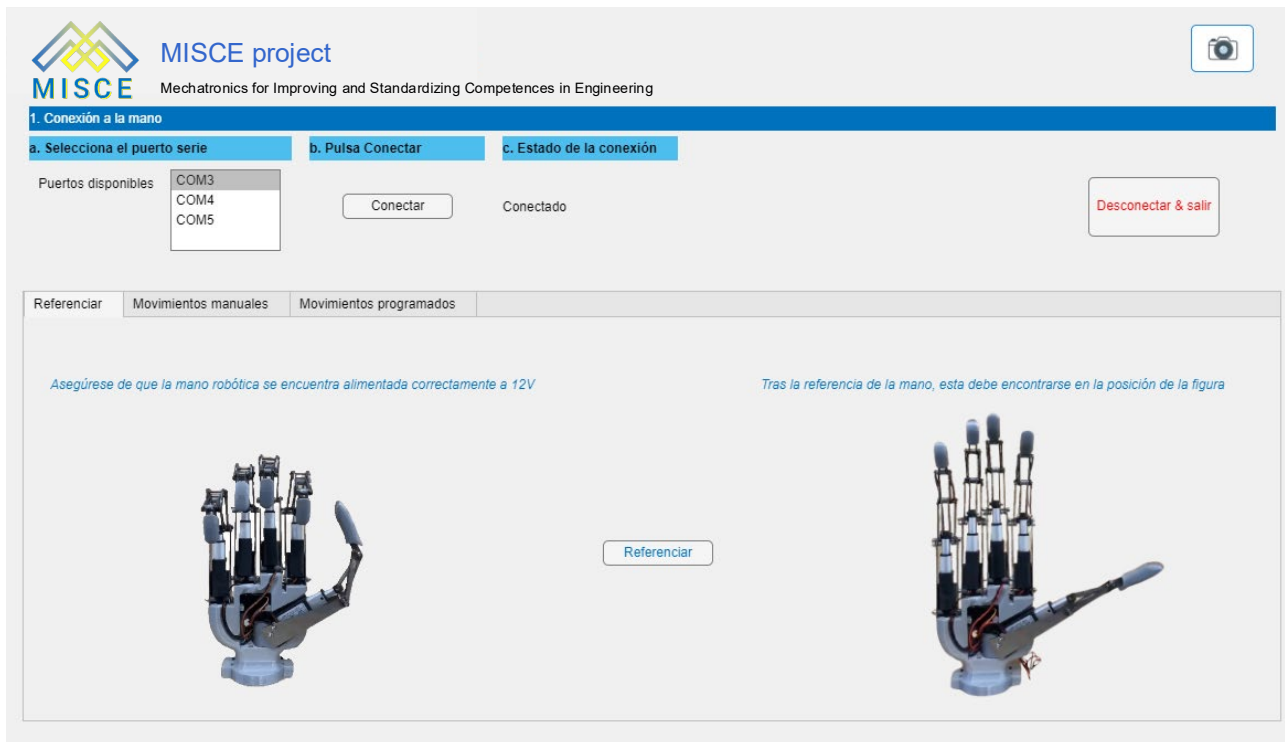 MISCE project
MISCE
Mechatronics for Improving and Standardizing Competences in Engineering
1. Conexión a la mano
a. Selecciona el puerto serie
b. Pulsa Conectar
c. Estado de la conexión
Puertos disponibles
COM3
COM4
COM5
Conectar
Conectado
Desconectar & salir
Referenciar
Movimientos manuales
Movimientos programados
Asegúrese de que la mano robótica se encuentra alimentada correctamente a 12V
Tras la referencia de la mano, esta debe encontrarse en la posición de la figura
Referenciar